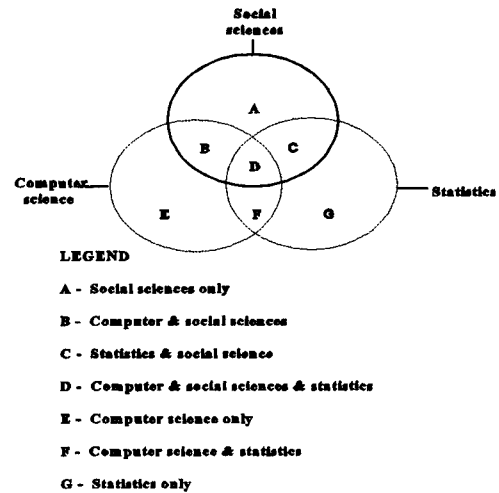 Social
sciences
A
B
C
D
Computer
science
Statistics
E
F
G
LEGEND
A - Social sciences only
B - Computer & social sciences
C - Statistics & social science
D - Computer & social sciences & statistics
E - Computer science only
F - Computer science & statistics
G - Statistics only